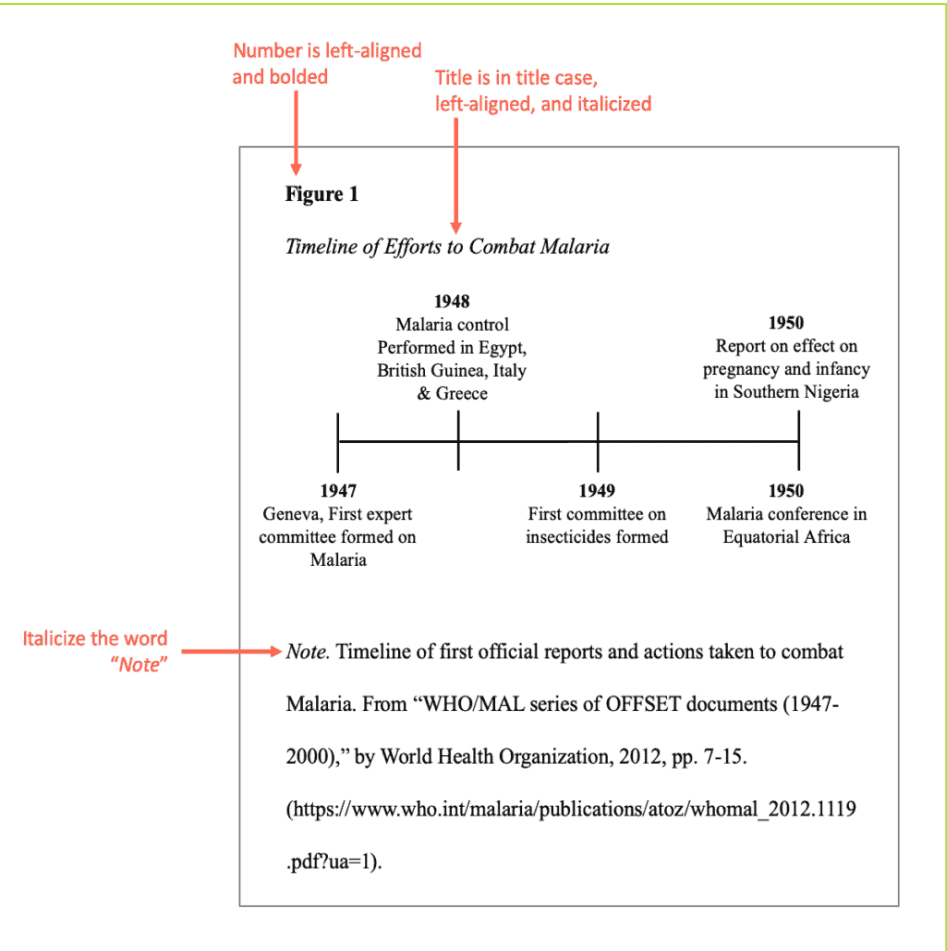 Number is left-aligned
and bolded
Title is in title case,
left-aligned, and italicized
Figure 1
Timeline of Efforts to Combat Malaria
1948
Malaria control
Performed in Egypt,
British Guinea, Italy
& Greece
1950
Report on effect on
pregnancy and infancy
in Southern Nigeria
1947
Geneva, First expert
committee formed on
Malaria
1949
First committee on
insecticides formed
1950
Malaria conference in
Equatorial Africa
Italicize the word
“Note”
Note. Timeline of first official reports and actions taken to combat
Malaria. From “WHO/MAL series of OFFSET documents (1947-
2000),” by World Health Organization, 2012, pp. 7-15.
(https://www.who.int/malaria/publications/atoz/whomal_2012.1119
.pdf?ua=1).